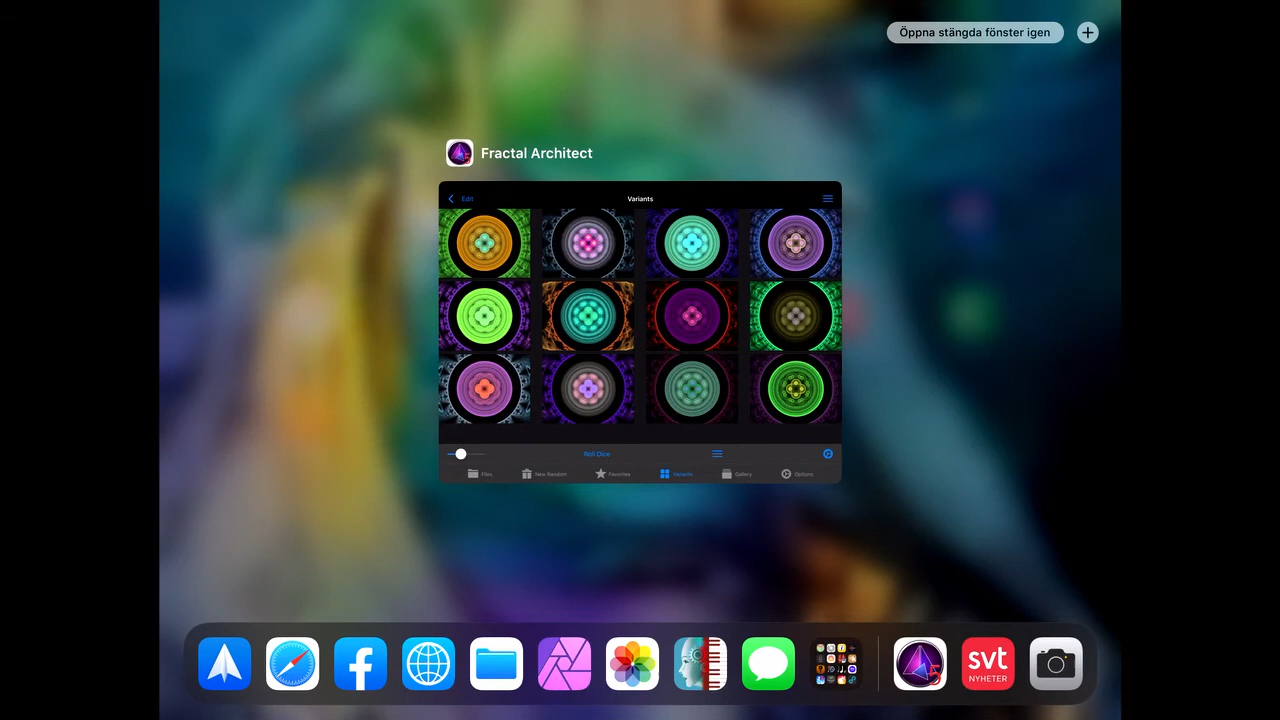 Öppna stängda fönster igen
Fractal Architect
Edit
Variants
Roll Dice
Files
New Random
Favorites
Variants
Gallery
Options
5
svt
NYHETER